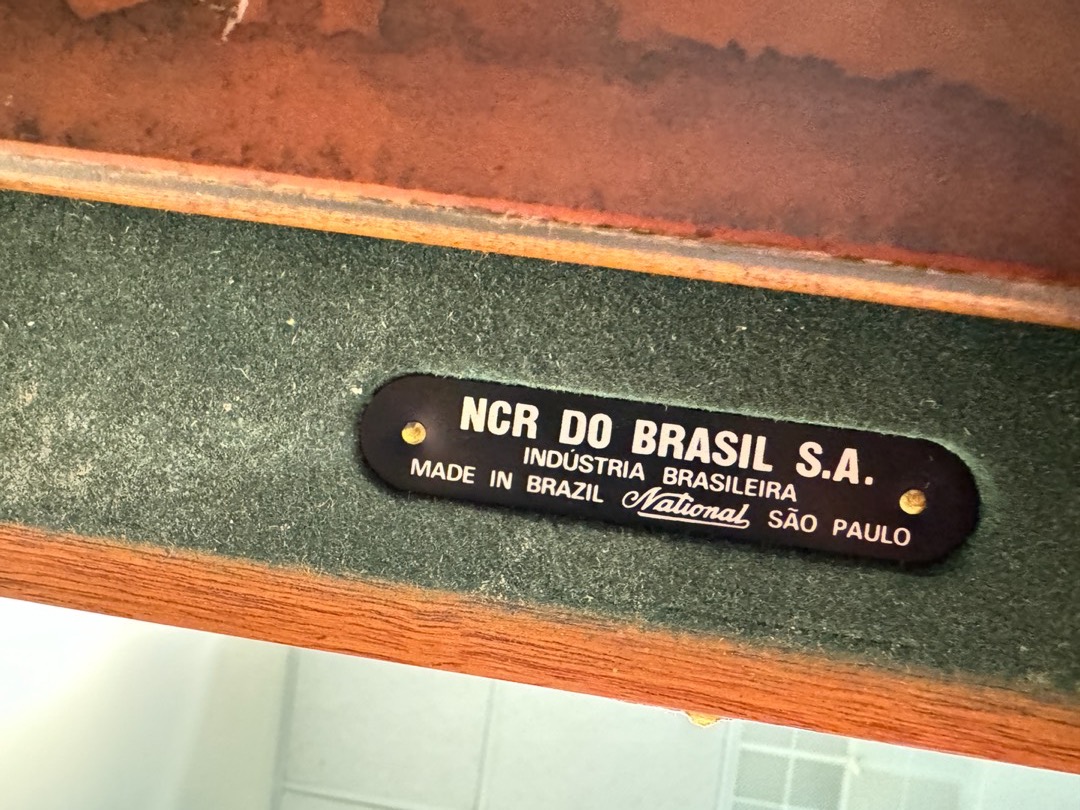 NCR DO BRASIL S.A.
INDÚSTRIA BRASILEIRA
MADE IN BRAZIL National SÃO PAULO